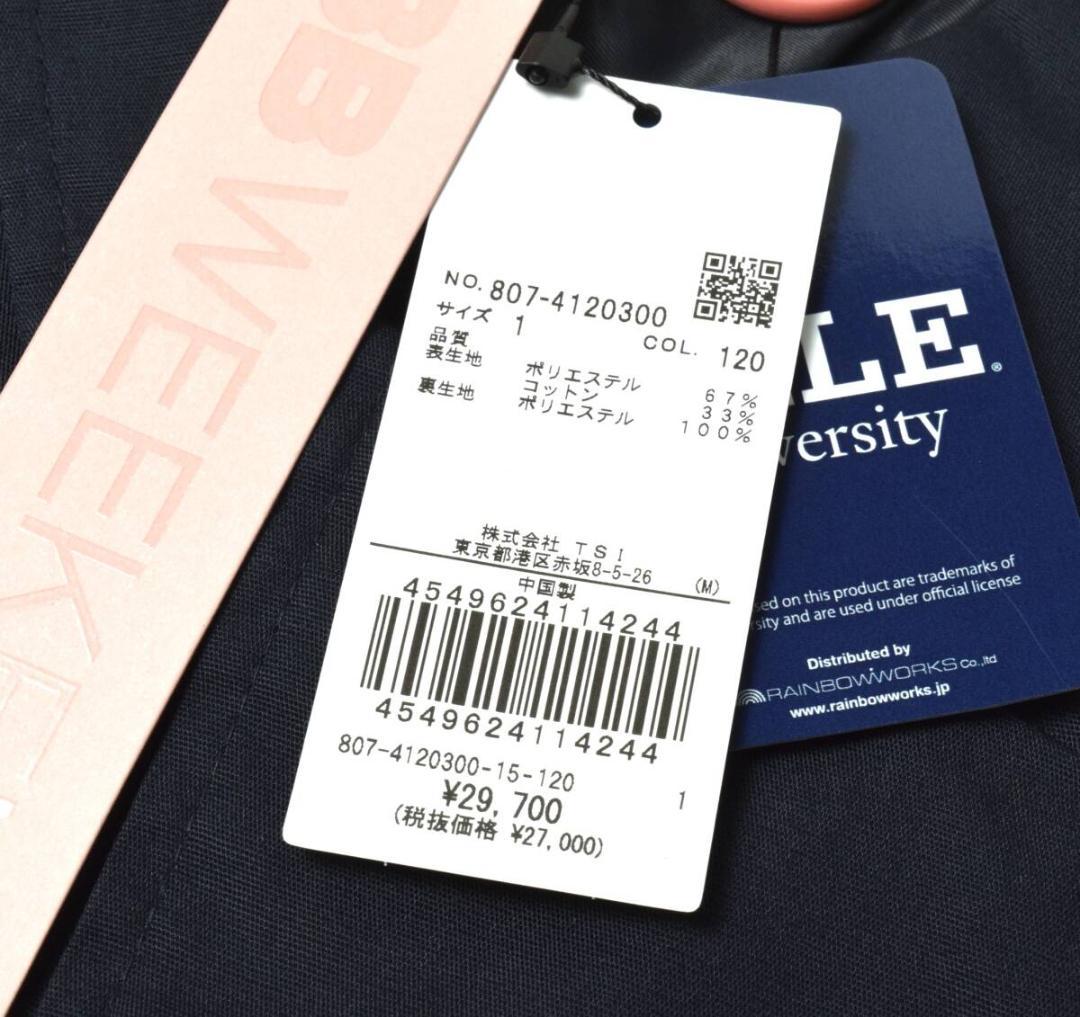 BB WEEK
NO. 807-4120300
サイズ 1
COL. 120
品質
表生地 ポリエステル 67%
コットン 33%
裏生地 ポリエステル 100%
株式会社 TSI
東京都港区赤坂8-5-26 (M)
中国製
4549624114244
4549624114244
807-4120300-15-120
1
¥29,700
(税抜価格 ¥27,000)
LE®
versity
sed on this product are trademarks of
sity and are used under official license
Distributed by
RAINBOWWORKS Co.,ltd
www.rainbowworks.jp